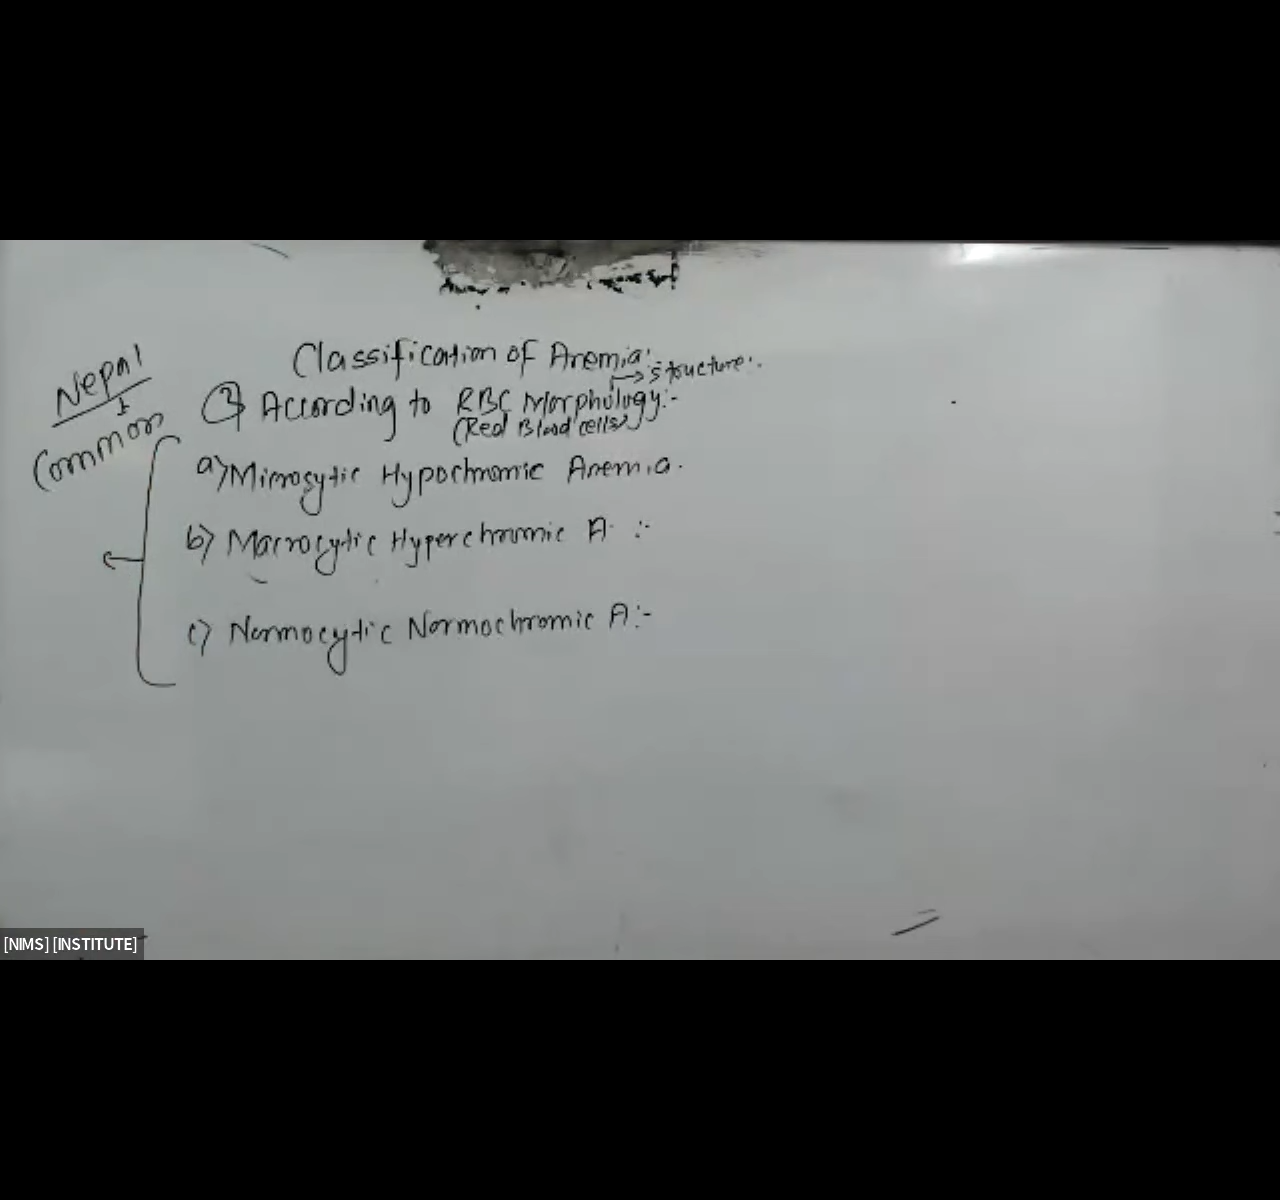 Classification of Anemia:
→ structure:.
② According to RBC Morphology:-
(Red Blood cells)
Nepal
↓
Common
a) Microcytic Hypochromic Anemia.
b) Macrocytic Hyperchromic A :-
c) Normocytic Normochromic A:-
[NIMS] [INSTITUTE]